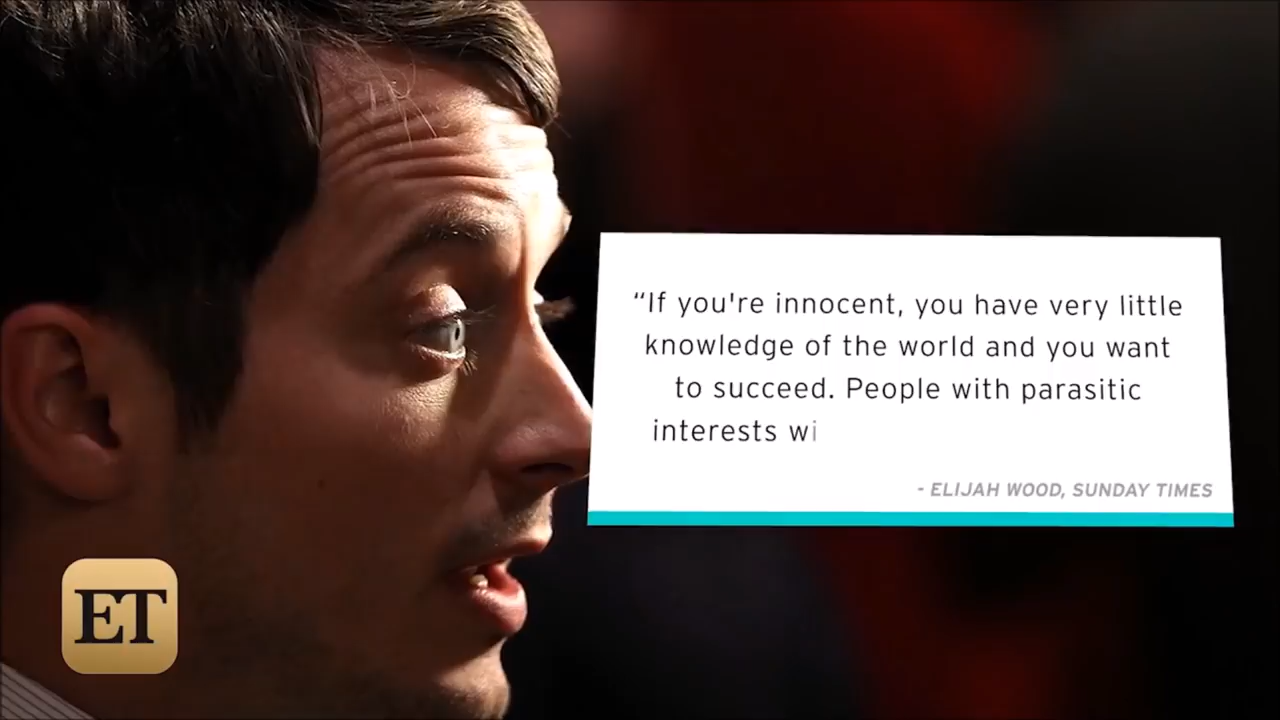 “If you're innocent, you have very little
knowledge of the world and you want
to succeed. People with parasitic
interests wi
- ELIJAH WOOD, SUNDAY TIMES
ET